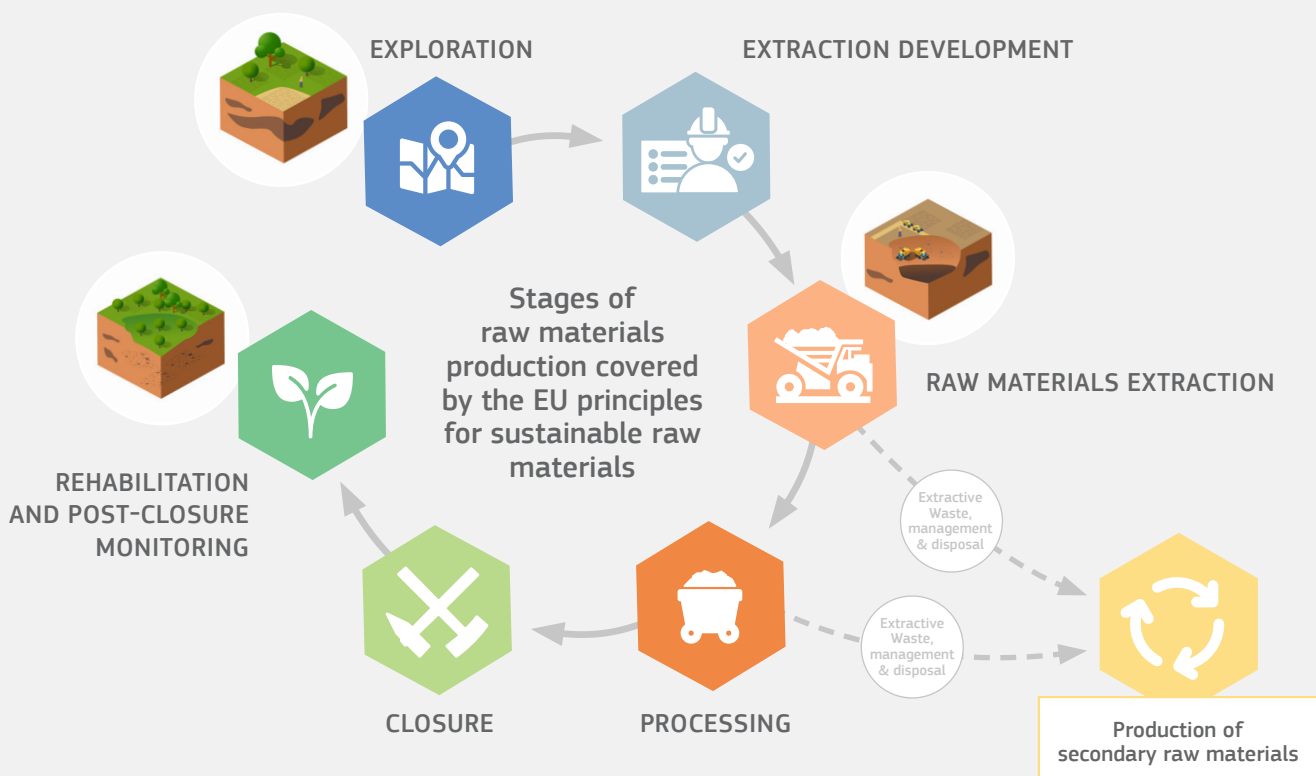 EXPLORATION
EXTRACTION DEVELOPMENT
Stages of
raw materials
production covered
by the EU principles
for sustainable raw
materials
RAW MATERIALS EXTRACTION
REHABILITATION
AND POST-CLOSURE
MONITORING
Extractive
Waste,
management
& disposal
Extractive
Waste,
management
& disposal
CLOSURE
PROCESSING
Production of
secondary raw materials